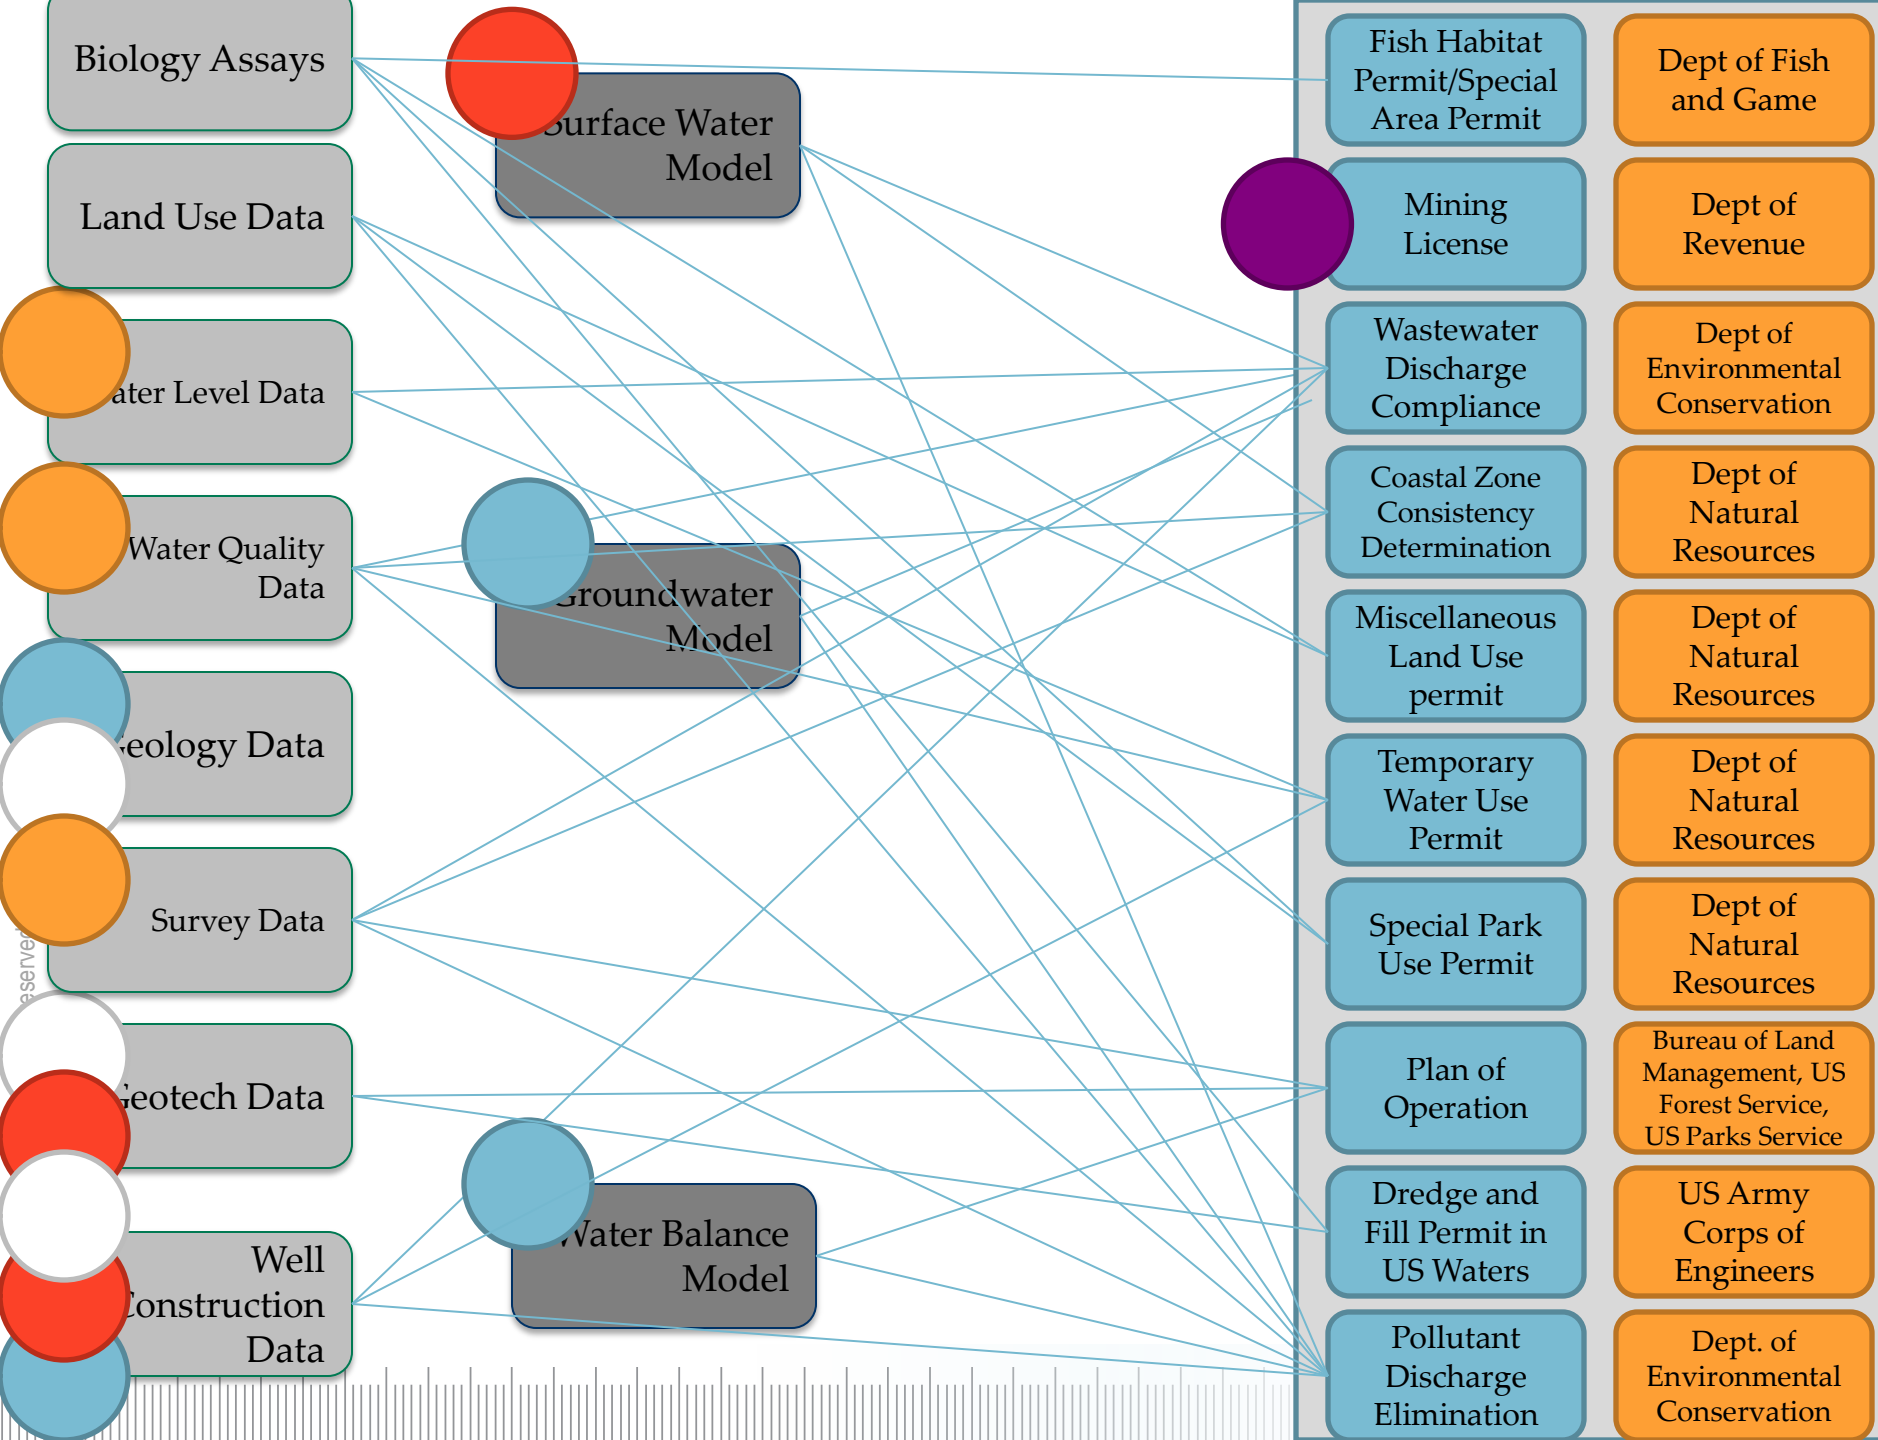 Biology Assays
Land Use Data
ater Level Data
Water Quality
Data
eology Data
Survey Data
eotech Data
Well
onstruction
Data
eserved
Surface Water
Model
Groundwater
Model
Water Balance
Model
Fish Habitat
Permit/Special
Area Permit
Dept of Fish
and Game
Mining
License
Dept of
Revenue
Wastewater
Discharge
Compliance
Dept of
Environmental
Conservation
Coastal Zone
Consistency
Determination
Dept of
Natural
Resources
Miscellaneous
Land Use
permit
Dept of
Natural
Resources
Temporary
Water Use
Permit
Dept of
Natural
Resources
Special Park
Use Permit
Dept of
Natural
Resources
Plan of
Operation
Bureau of Land
Management, US
Forest Service,
US Parks Service
Dredge and
Fill Permit in
US Waters
US Army
Corps of
Engineers
Pollutant
Discharge
Elimination
Dept. of
Environmental
Conservation